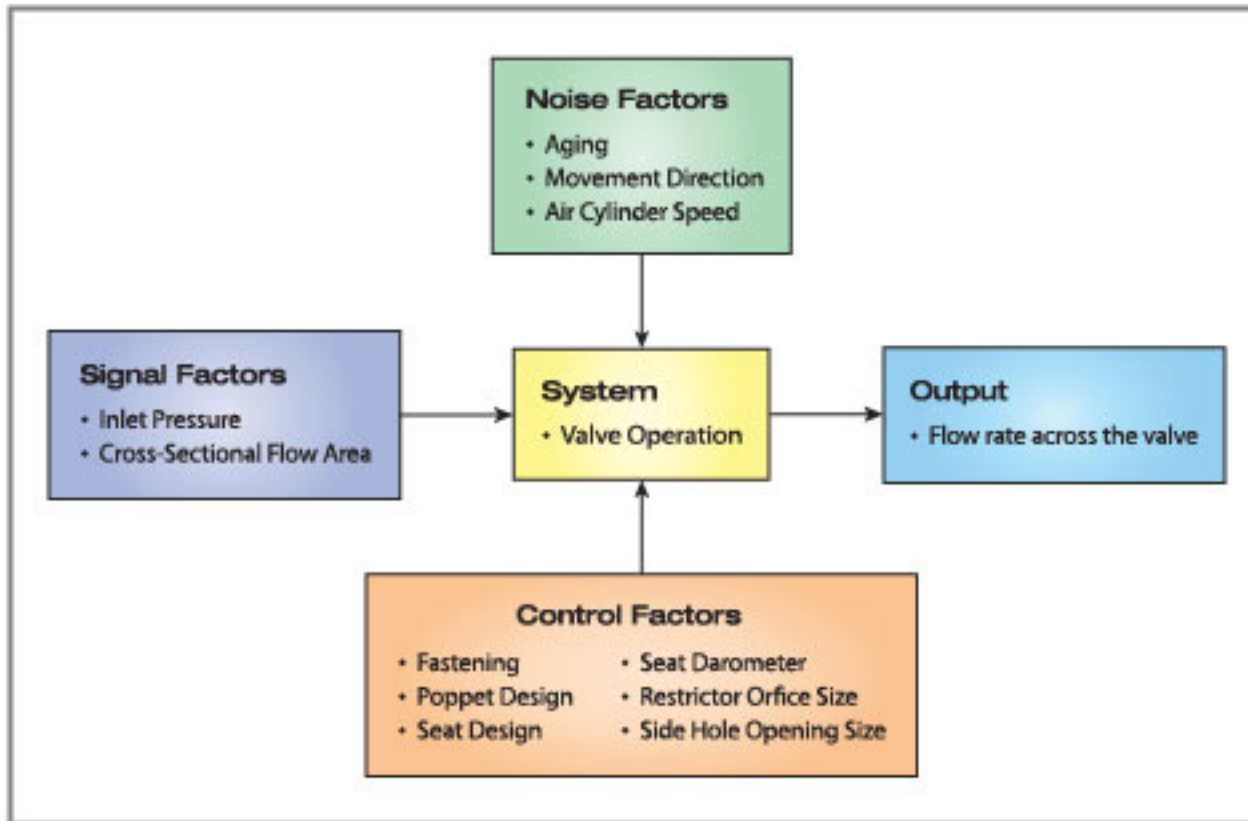 Noise Factors
• Aging
• Movement Direction
• Air Cylinder Speed
Signal Factors
• Inlet Pressure
• Cross-Sectional Flow Area
System
• Valve Operation
Output
• Flow rate across the valve
Control Factors
• Fastening
• Poppet Design
• Seat Design
• Seat Darometer
• Restrictor Orfice Size
• Side Hole Opening Size